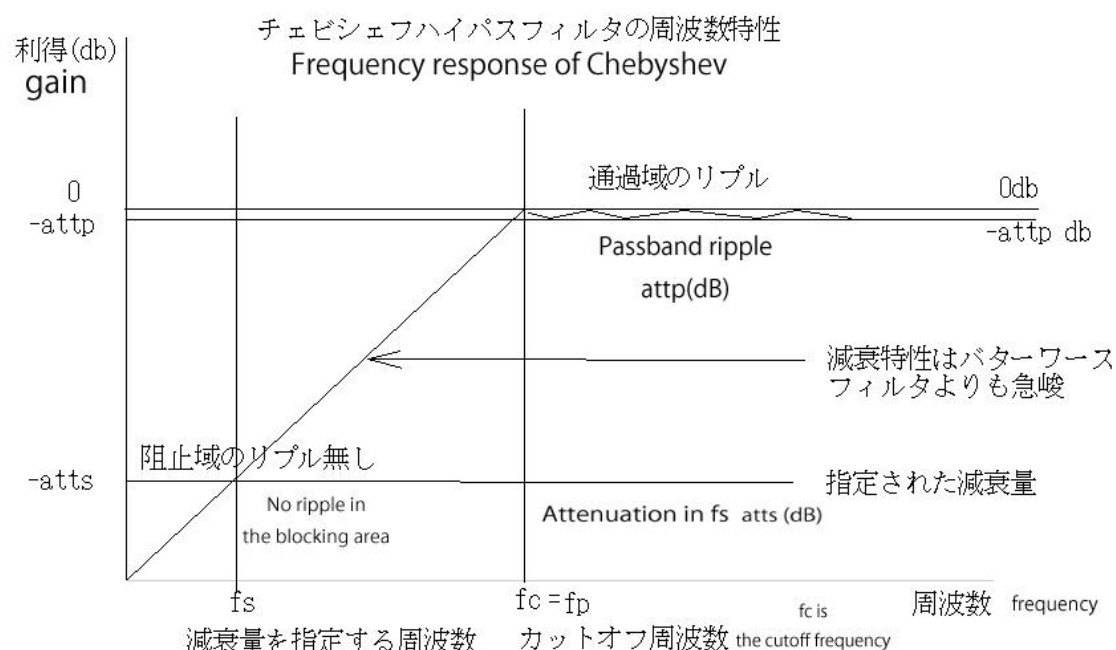 チェビシェフハイパスフィルタの周波数特性
Frequency response of Chebyshev
利得(db)
gain
0
-attp
通過域のリプル
0db
-attp db
Passband ripple
attp(dB)
減衰特性はバターワース
フィルタよりも急峻
阻止域のリプル無し
-atts
指定された減衰量
No ripple in
the blocking area
Attenuation in fs atts (dB)
fs
fc=fp
周波数 frequency
fc is
the cutoff frequency
減衰量を指定する周波数
カットオフ周波数